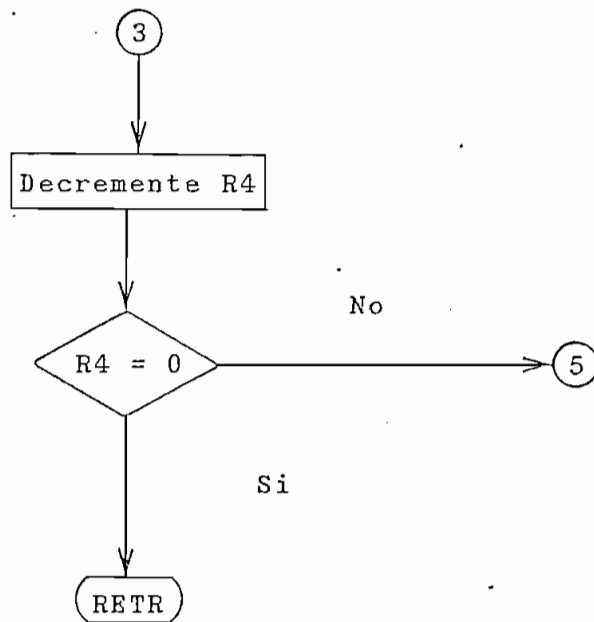 3
Decremente R4
No
R4 = 0
5
Si
RETR